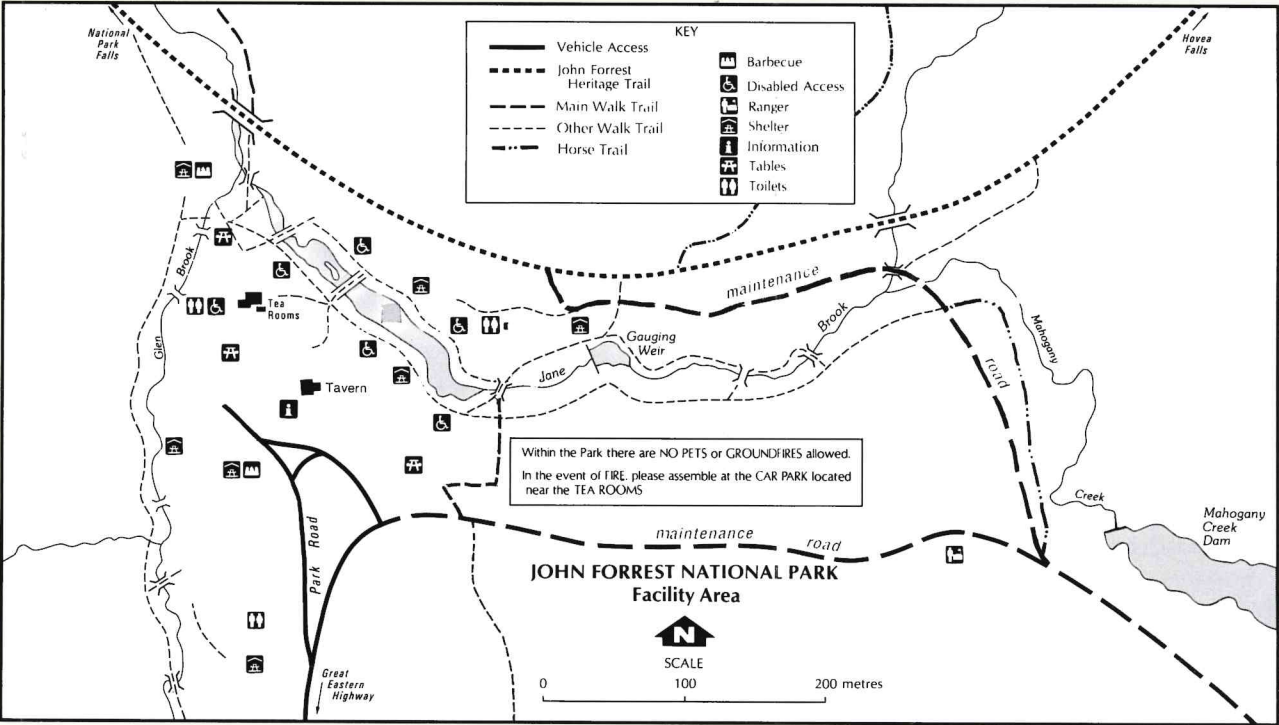 National
Park
Falls
KEY
Vehicle Access
John Forrest
Heritage Trail
Main Walk Trail
Other Walk Trail
Horse Trail
Barbecue
Disabled Access
Ranger
Shelter
Information
Tables
Toilets
Hovea
Falls
Brook
Glen
Tea
Rooms
Tavern
maintenance
road
Gauging
Weir
Jane
Brook
Mahogany
Creek
Mahogany
Creek
Dam
Within the Park there are NO PETS or GROUNDFIRES allowed.
In the event of FIRE, please assemble at the CAR PARK located
near the TEA ROOMS
Park Road
maintenance road
JOHN FORREST NATIONAL PARK
Facility Area
N
SCALE
0 100 200 metres
Great
Eastern
Highway